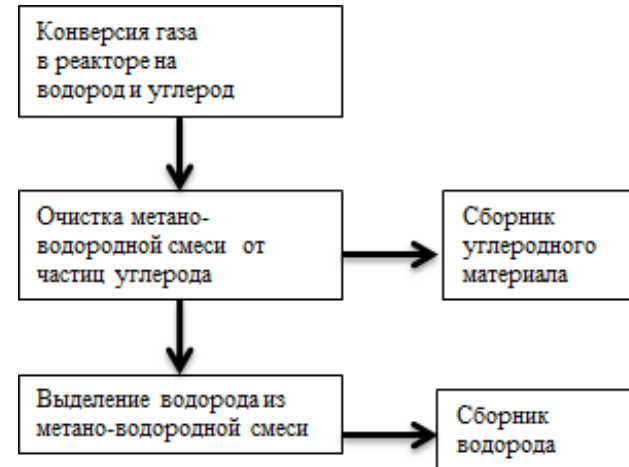 Конверсия газа
в реакторе на
водород и углерод
Очистка метано-
водородной смеси от
частиц углерода
Сборник
углеродного
материала
Выделение водорода из
метано-водородной смеси
Сборник
водорода